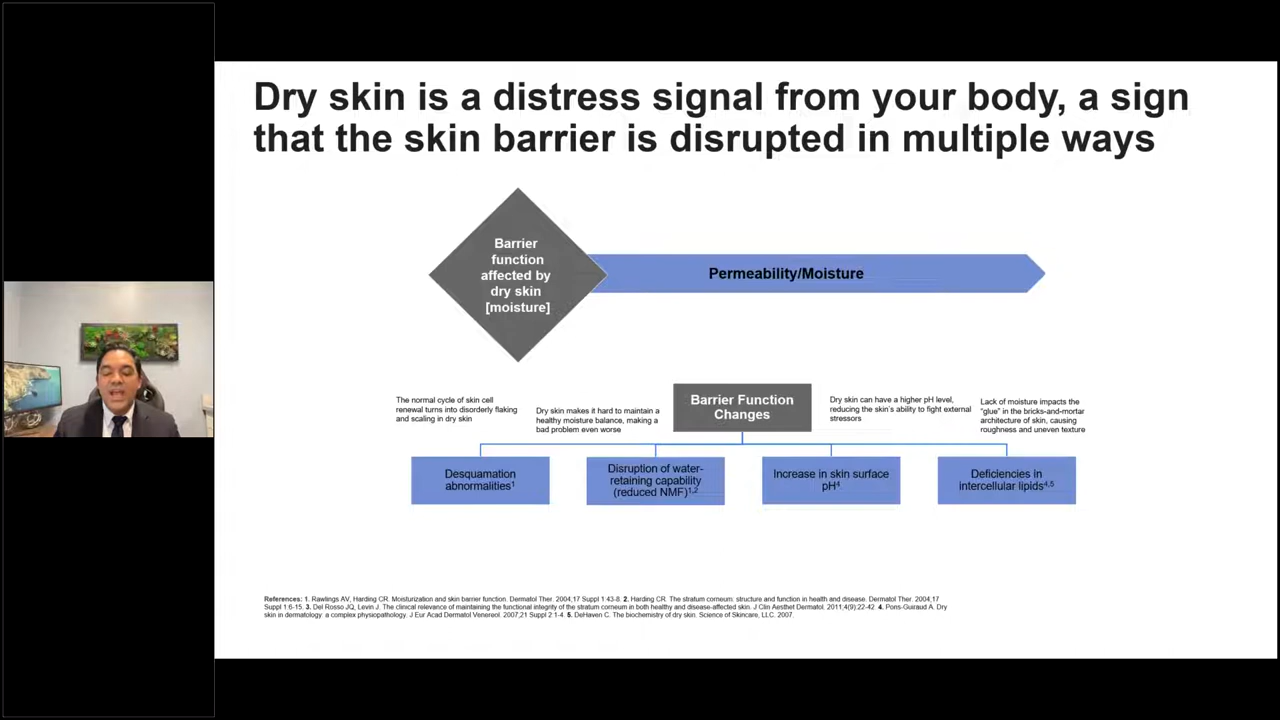 Dry skin is a distress signal from your body, a sign
that the skin barrier is disrupted in multiple ways
Barrier
function
affected by
dry skin
[moisture]
Permeability/Moisture
Barrier Function
Changes
The normal cycle of skin cell
renewal turns into disorderly flaking
and scaling in dry skin
Dry skin makes it hard to maintain a
healthy moisture balance, making a
bad problem even worse
Dry skin can have a higher pH level,
reducing the skin's ability to fight external
stressors
Lack of moisture impacts the
"glue" in the bricks-and-mortar
architecture of skin, causing
roughness and uneven texture
Desquamation
abnormalities1
Disruption of water-
retaining capability
(reduced NMF)1,2
Increase in skin surface
pH4
Deficiencies in
intercellular lipids4,5
References: 1. Rawlings AV, Harding CR. Moisturization and skin barrier function. Dermatol Ther. 2004;17 Suppl 1:43-8. 2. Harding CR. The stratum corneum: structure and function in health and disease. Dermatol Ther. 2004;17
Suppl 1:6-15. 3. Del Rosso JQ, Levin J. The clinical relevance of maintaining the functional integrity of the stratum corneum in both healthy and disease-affected skin. J Clin Aesthet Dermatol. 2011;4(9):22-42. 4. Pons-Guiraud A. Dry
skin in dermatology: a complex physiopathology. J Eur Acad Dermatol Venereol. 2007;21 Suppl 2:1-4. 5. DeHaven C. The biochemistry of dry skin. Science of Skincare, LLC. 2007.